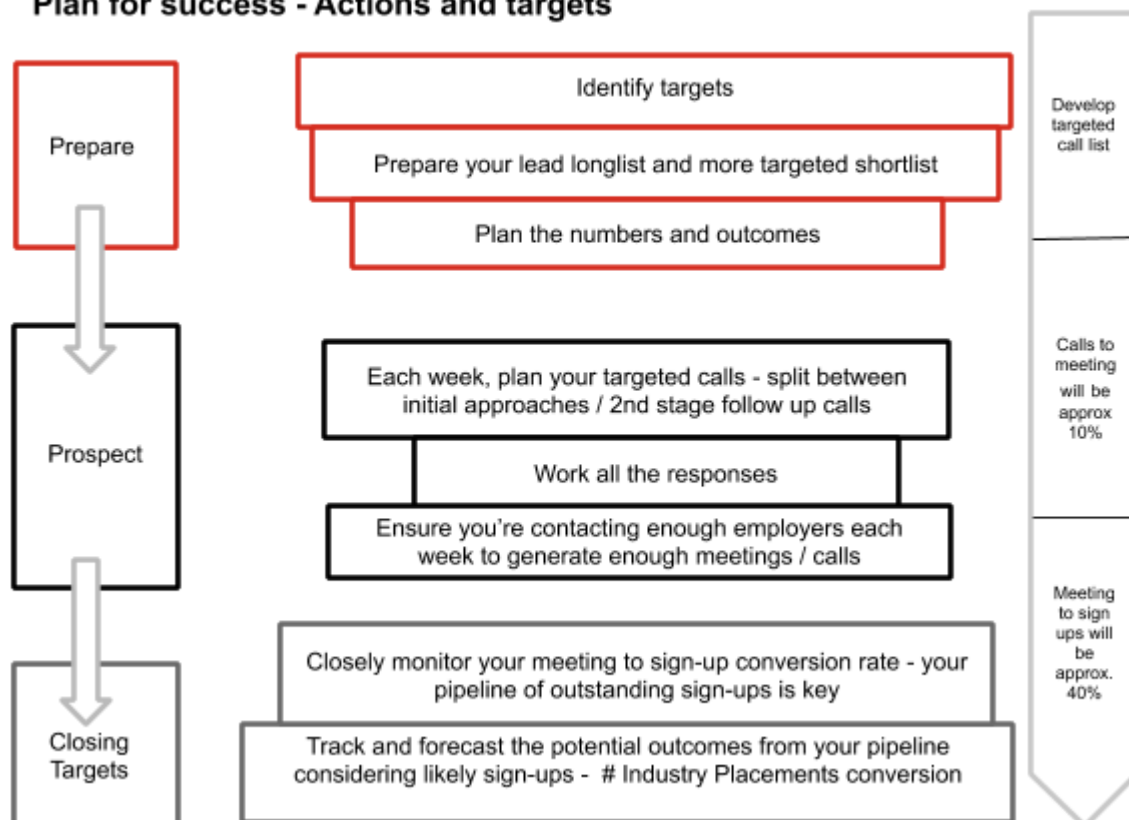 Plan for success - Actions and targets
Prepare
Identify targets
Prepare your lead longlist and more targeted shortlist
Plan the numbers and outcomes
Develop
targeted
call list
Prospect
Each week, plan your targeted calls - split between
initial approaches / 2nd stage follow up calls
Work all the responses
Ensure you’re contacting enough employers each
week to generate enough meetings / calls
Calls to
meeting
will be
approx
10%
Closing
Targets
Closely monitor your meeting to sign-up conversion rate - your
pipeline of outstanding sign-ups is key
Track and forecast the potential outcomes from your pipeline
considering likely sign-ups - # Industry Placements conversion
Meeting
to sign
ups will
be
approx.
40%